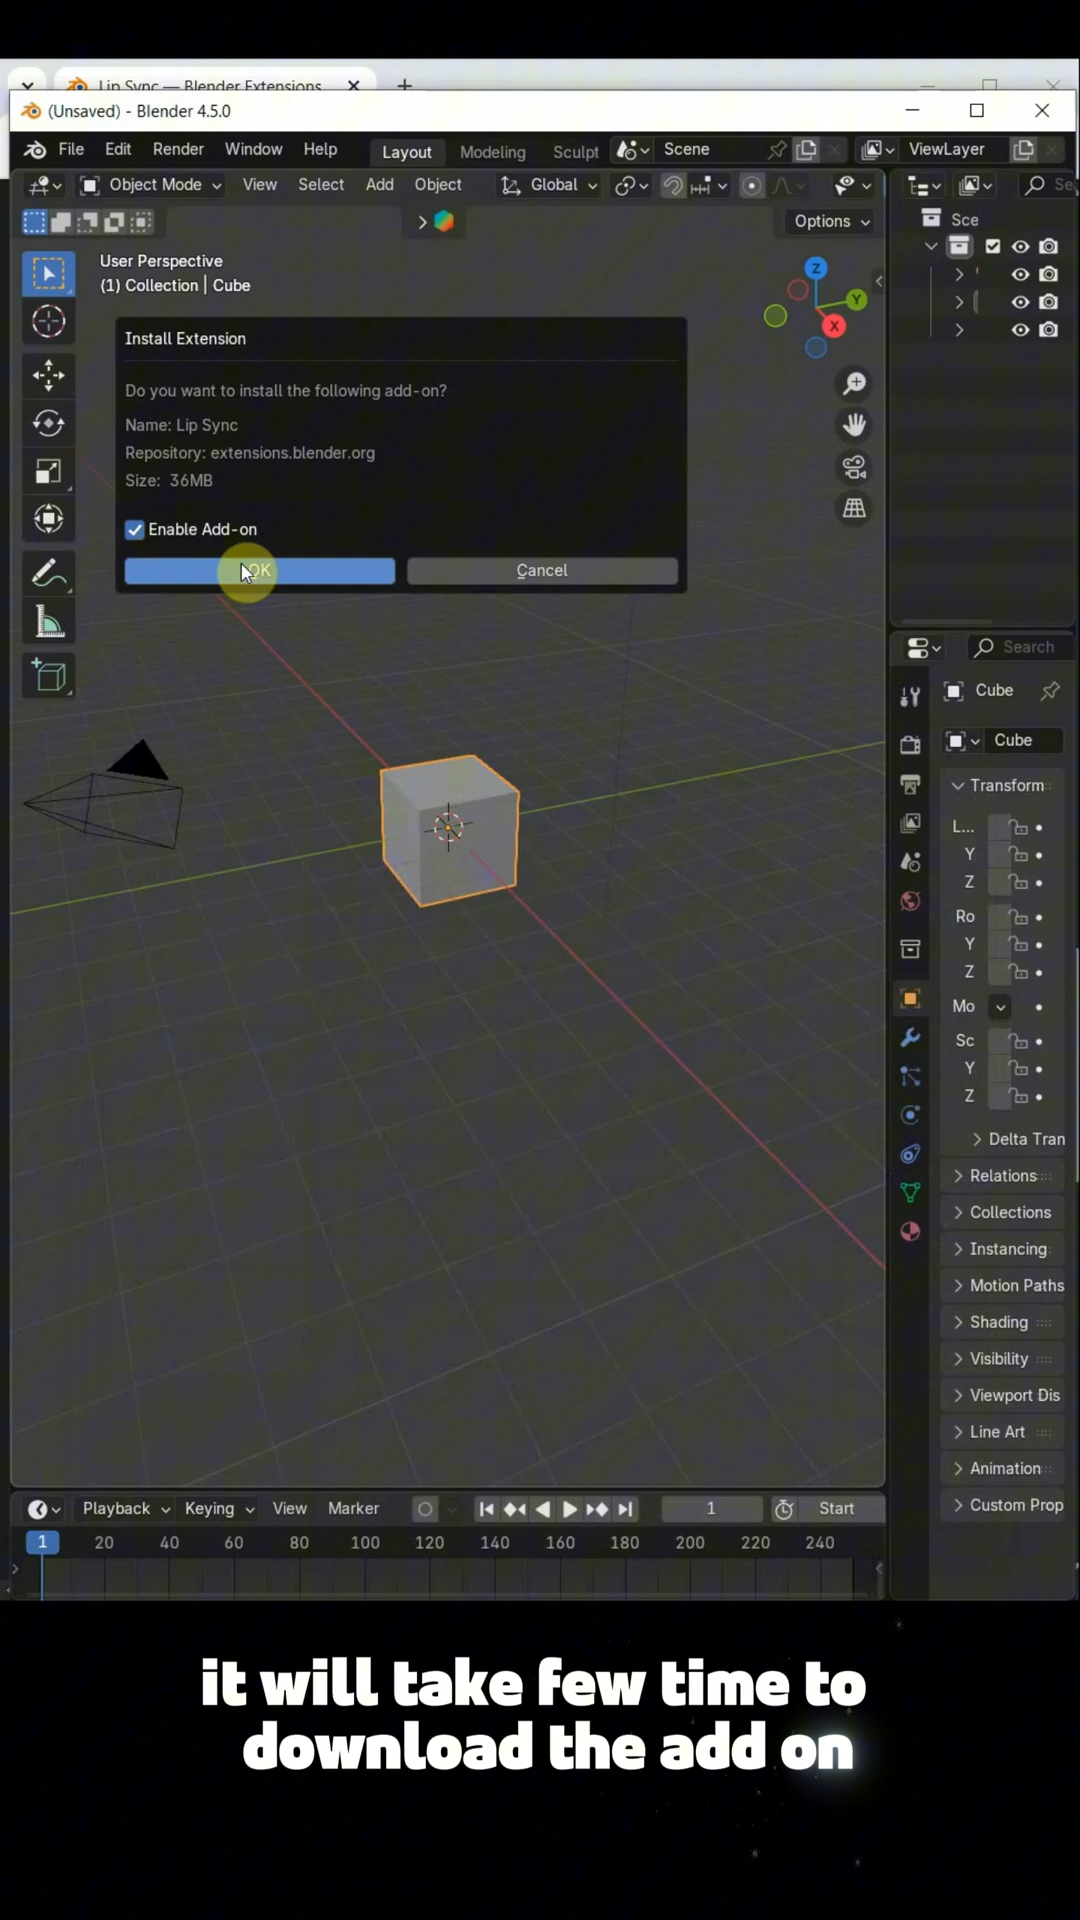 Lip Sync — Blender Extensions
(Unsaved) - Blender 4.5.0
File Edit Render Window Help Layout Modeling Sculpt Scene ViewLayer
Object Mode View Select Add Object Global
Options
Sce
User Perspective
(1) Collection | Cube
Z
Y
X
Install Extension
Do you want to install the following add-on?
Name: Lip Sync
Repository: extensions.blender.org
Size: 36MB
Enable Add-on
OK Cancel
Search
Cube
Cube
Transform
L...
Y
Z
Ro
Y
Z
Mo
Sc
Y
Z
Delta Tran
Relations
Collections
Instancing
Motion Paths
Shading
Visibility
Viewport Dis
Line Art
Animation
Custom Prop
Playback Keying View Marker 1 Start
1 20 40 60 80 100 120 140 160 180 200 220 240
it will take few time to
download the add on